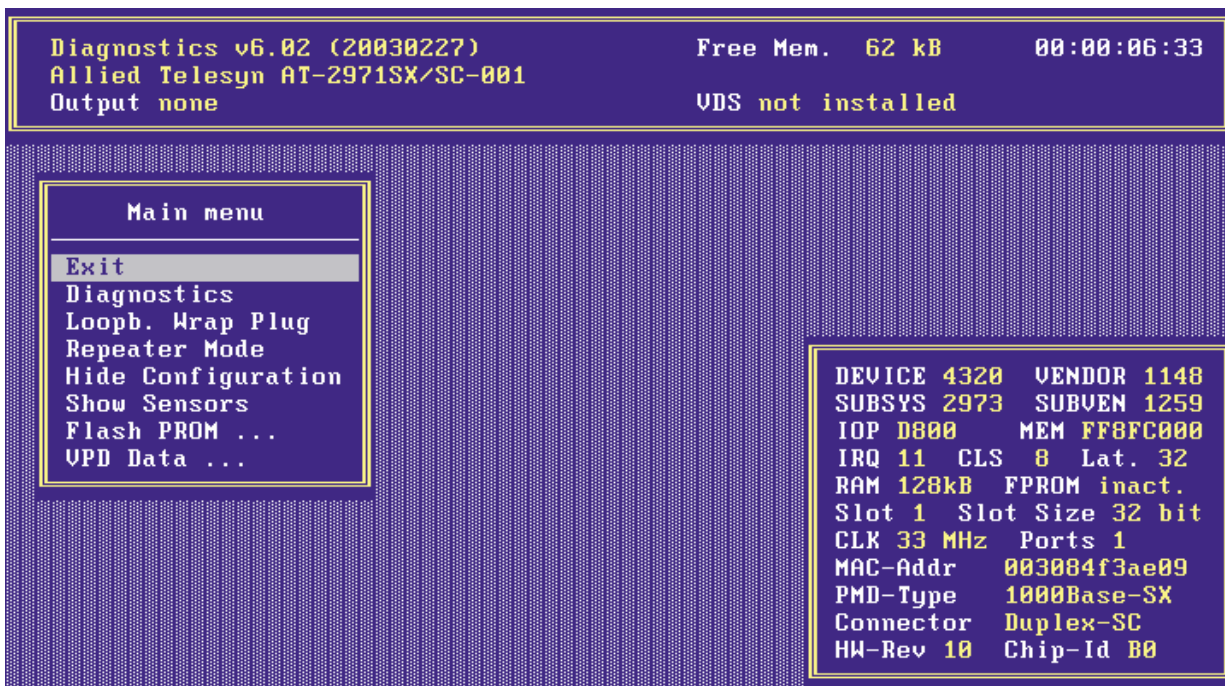 Diagnostics v6.02 (20030227) Free Mem. 62 kB 00:00:06:33
Allied Telesyn AT-2971SX/SC-001
Output none VDS not installed
Main menu
Exit
Diagnostics
Loopb. Wrap Plug
Repeater Mode
Hide Configuration
Show Sensors
Flash PROM ...
VPD Data ...
DEVICE 4320 VENDOR 1148
SUBSYS 2973 SUBVEN 1259
IOP D800 MEM FF8FC000
IRQ 11 CLS 8 Lat. 32
RAM 128kB FPROM inact.
Slot 1 Slot Size 32 bit
CLK 33 MHz Ports 1
MAC-Addr 003084f3ae09
PMD-Type 1000Base-SX
Connector Duplex-SC
HW-Rev 10 Chip-Id B0